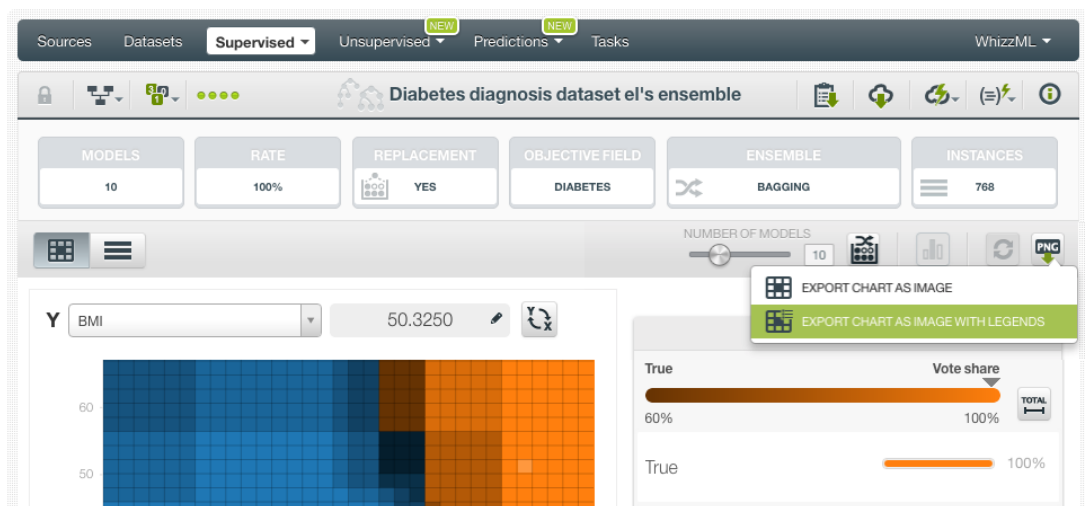 Sources Datasets Supervised Unsupervised NEW Predictions NEW Tasks WhizzML
Diabetes diagnosis dataset el's ensemble
MODELS RATE REPLACEMENT OBJECTIVE FIELD ENSEMBLE INSTANCES
10 100% YES DIABETES BAGGING 768
NUMBER OF MODELS
10 PNG
EXPORT CHART AS IMAGE
EXPORT CHART AS IMAGE WITH LEGENDS
Y BMI 50.3250 Y X
True Vote share
TOTAL
60% 100%
True 100%
60
50